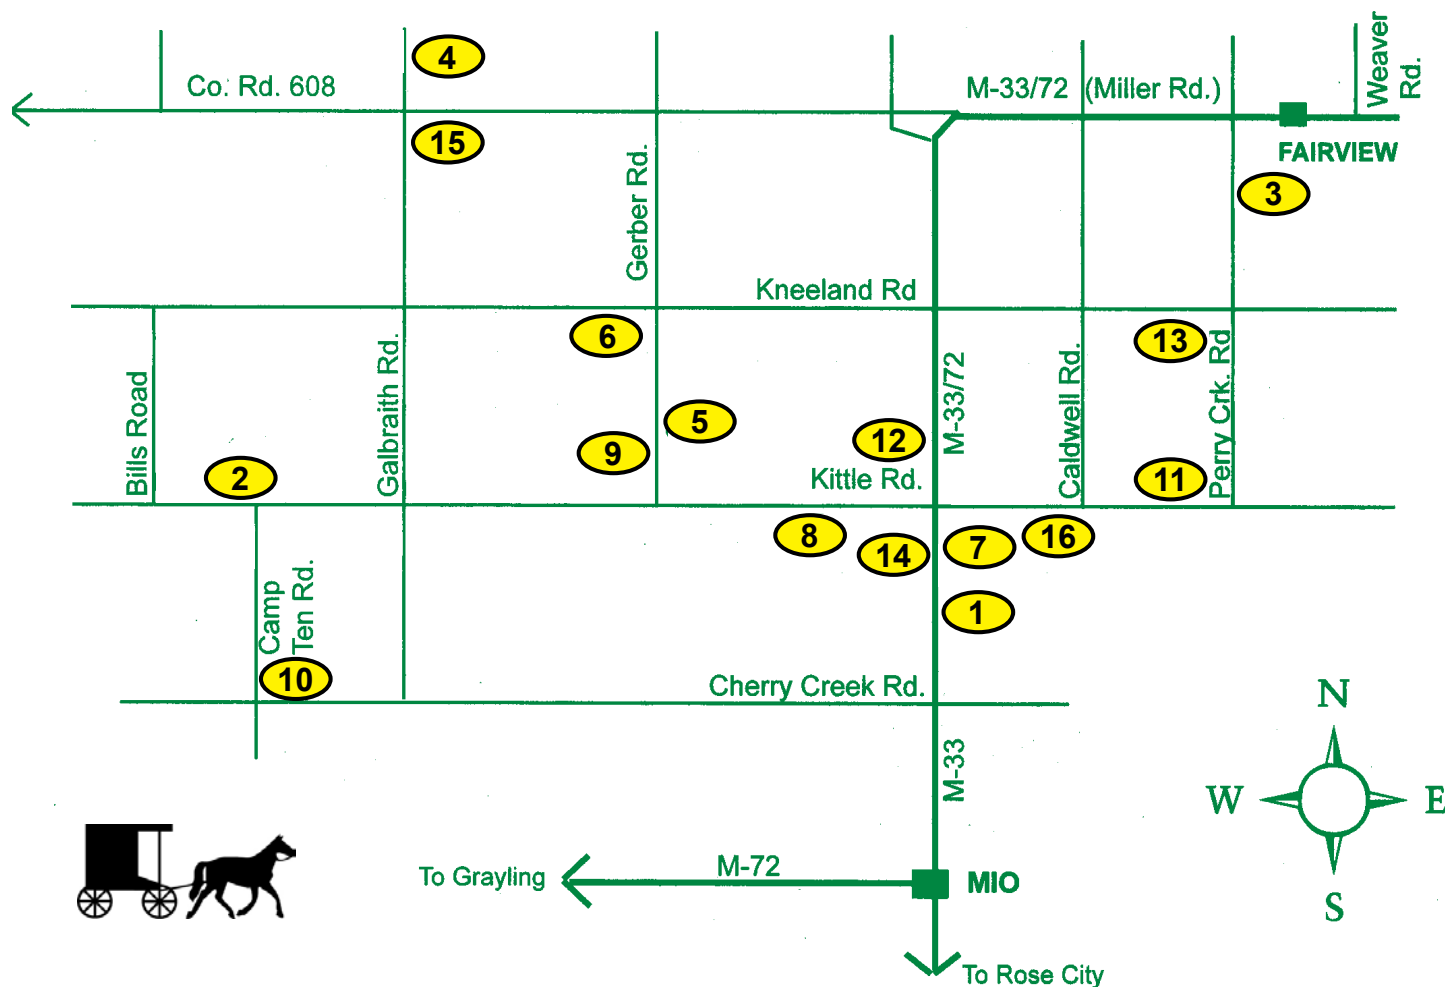 4
Co. Rd. 608
M-33/72 (Miller Rd.)
Weaver
Rd.
15
FAIRVIEW
3
Gerber Rd.
Kneeland Rd
6
13
Galbraith Rd.
M-33/72
Caldwell Rd.
Perry Crk. Rd
Bills Road
5
12
9
2
Kittle Rd.
11
8
14
7
16
Camp
Ten Rd.
1
10
Cherry Creek Rd.
N
M-33
W
E
To Grayling
M-72
MIO
S
To Rose City